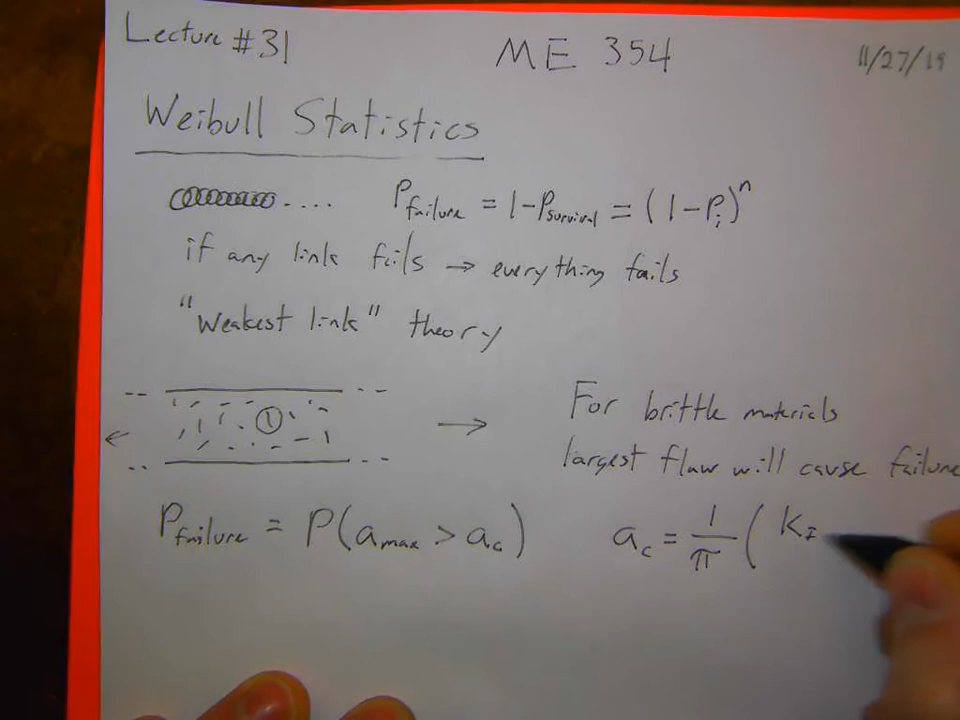 Lecture #31 ME 354 11/27/19
Weibull Statistics
P_failure = 1-P_survival = (1-P_i)^n
if any link fails → everything fails
"Weakest link" theory
For brittle materials
largest flaw will cause failure
P_failure = P(a_max > a_c) a_c = 1/π ( K_I